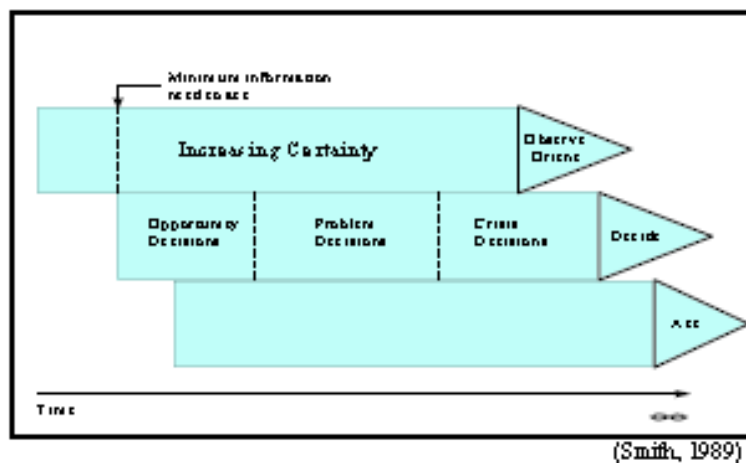 Minimum information
Increasing Certainty
Observe
Orient
Opportunity
Decisions
Problem
Decisions
Crisis
Decisions
Decide
Act
Time
(Smith, 1989)